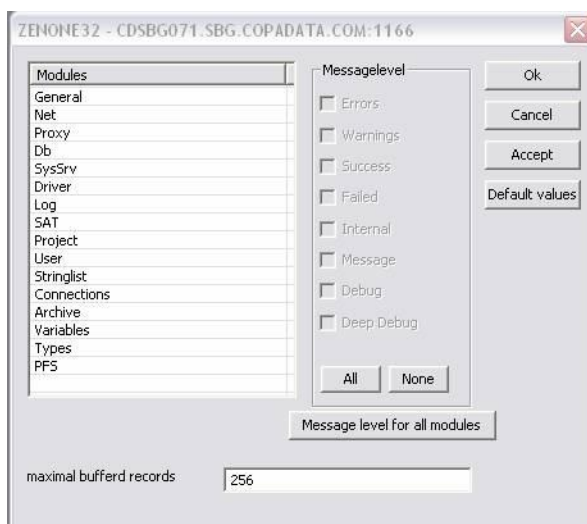 ZENONE32 - CDSBG071.SBG.COPADATA.COM:1166
Modules
General
Net
Proxy
Db
SysSrv
Driver
Log
SAT
Project
User
Stringlist
Connections
Archive
Variables
Types
PFS
Messagelevel
Errors
Warnings
Success
Failed
Internal
Message
Debug
Deep Debug
All
None
Ok
Cancel
Accept
Default values
Message level for all modules
maximal bufferd records
256